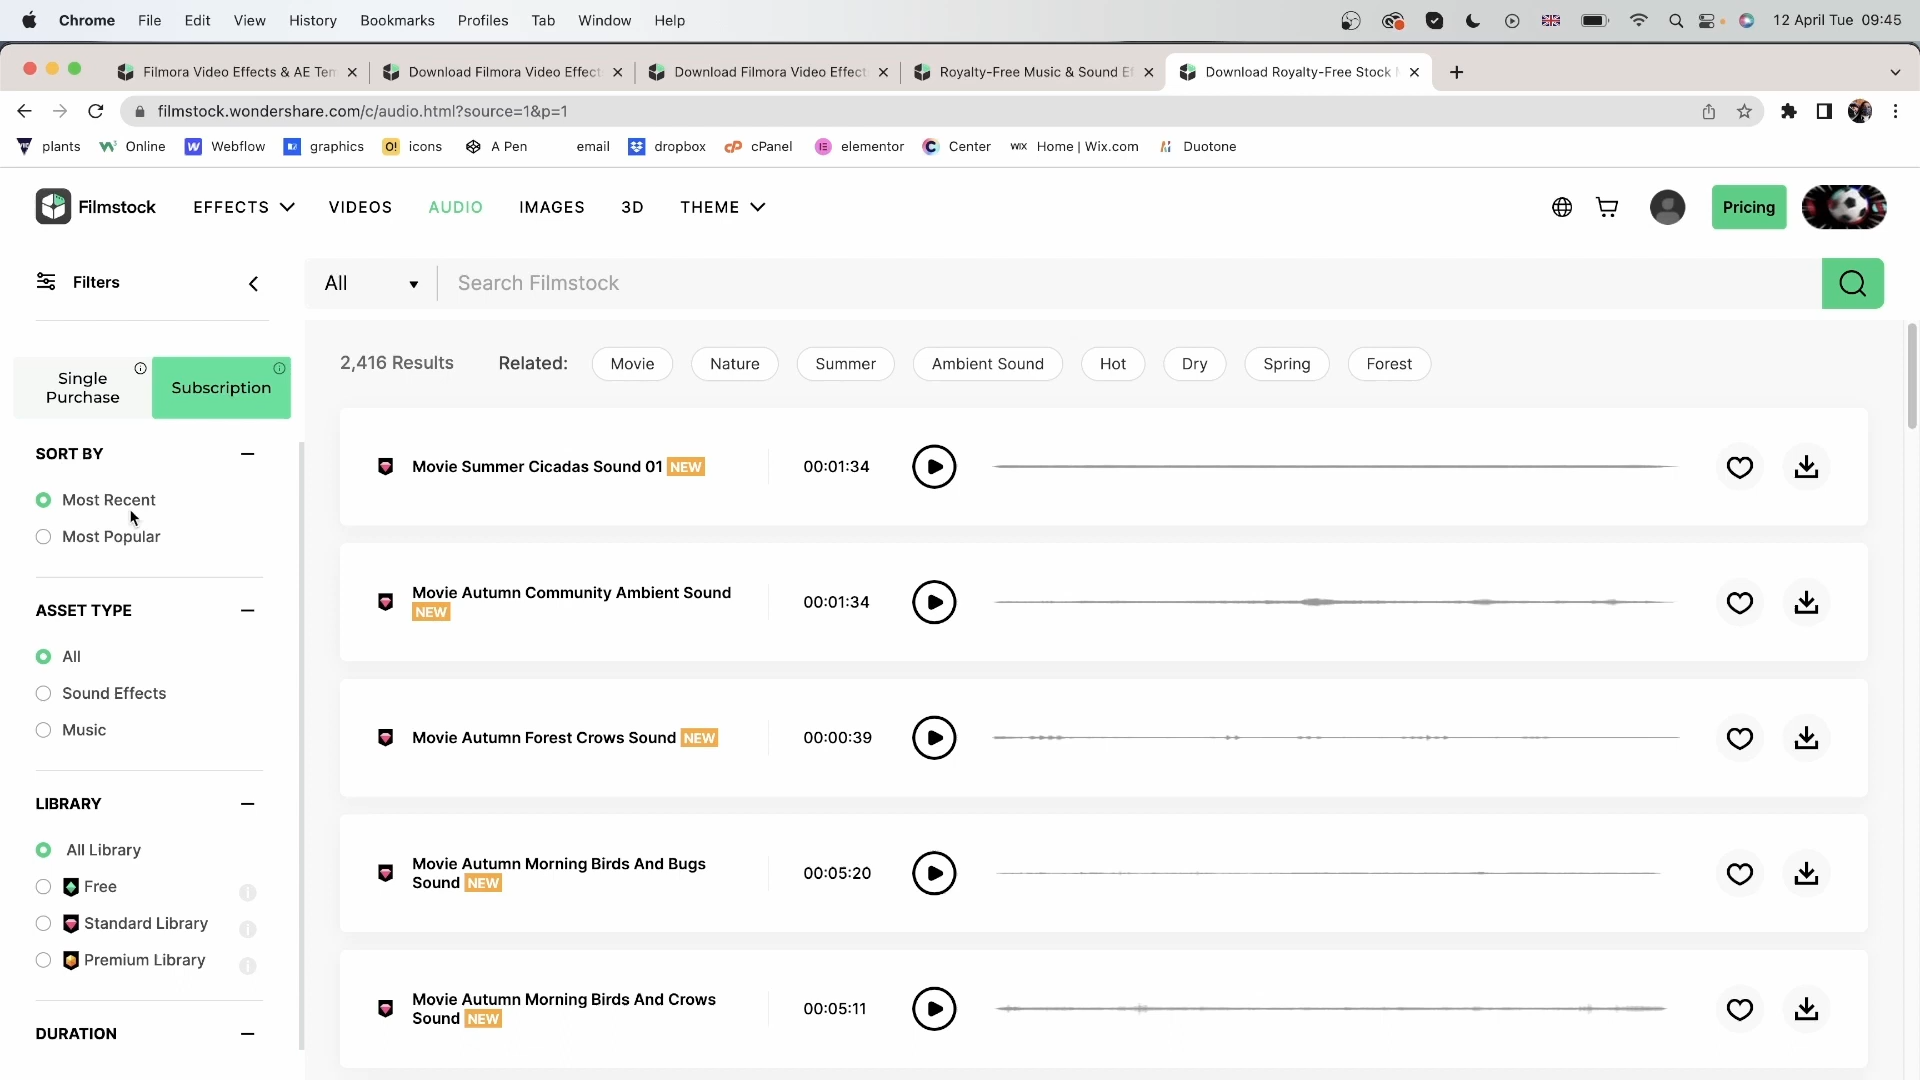 Chrome File Edit View History Bookmarks Profiles Tab Window Help 12 April Tue 09:45
Filmora Video Effects & AE Tem Download Filmora Video Effect Download Filmora Video Effect Royalty-Free Music & Sound Ef Download Royalty-Free Stock
filmstock.wondershare.com/c/audio.html?source=1&p=1
plants Online Webflow graphics icons A Pen email dropbox cPanel elementor Center Home | Wix.com Duotone
Filmstock EFFECTS VIDEOS AUDIO IMAGES 3D THEME Pricing
Filters All Search Filmstock
2,416 Results Related: Movie Nature Summer Ambient Sound Hot Dry Spring Forest
Single Purchase Subscription
SORT BY
Most Recent
Most Popular
ASSET TYPE
All
Sound Effects
Music
LIBRARY
All Library
Free
Standard Library
Premium Library
DURATION
Movie Summer Cicadas Sound 01 NEW 00:01:34
Movie Autumn Community Ambient Sound
NEW 00:01:34
Movie Autumn Forest Crows Sound NEW 00:00:39
Movie Autumn Morning Birds And Bugs
Sound NEW 00:05:20
Movie Autumn Morning Birds And Crows
Sound NEW 00:05:11